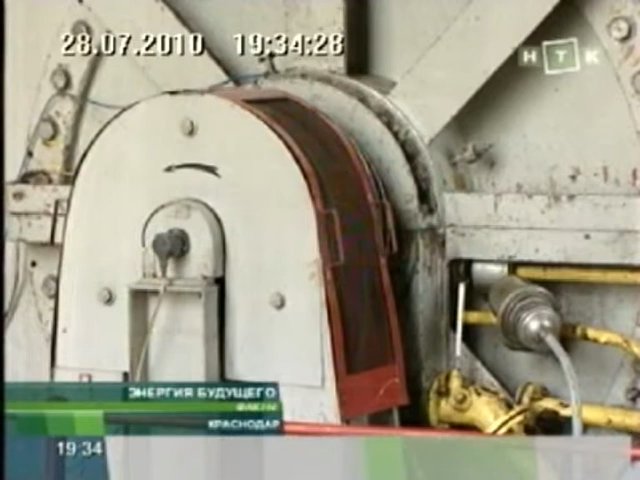 28.07.2010 19:34:28
НТК
ЭНЕРГИЯ БУДУЩЕГО
ФАКТЫ
КРАСНОДАР
19:34